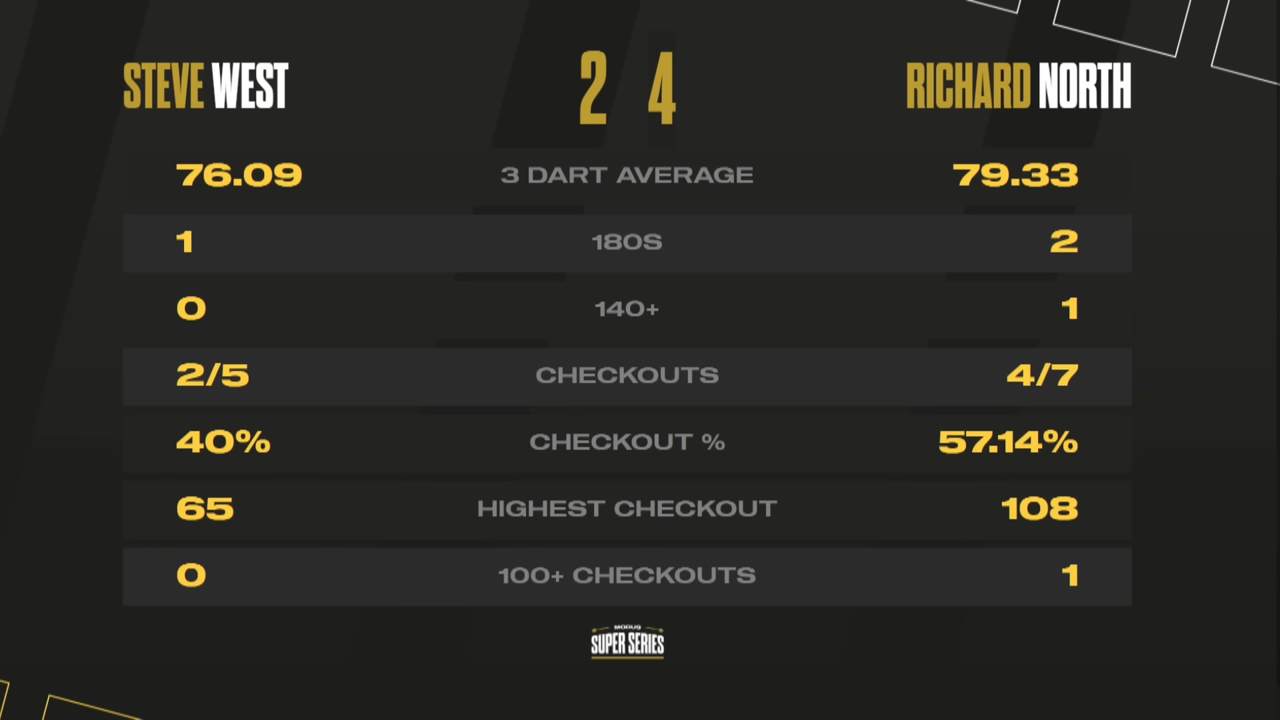 STEVE WEST 2 4 RICHARD NORTH
76.09 3 DART AVERAGE 79.33
1 180S 2
0 140+ 1
2/5 CHECKOUTS 4/7
40% CHECKOUT % 57.14%
65 HIGHEST CHECKOUT 108
0 100+ CHECKOUTS 1
MODUS
SUPER SERIES